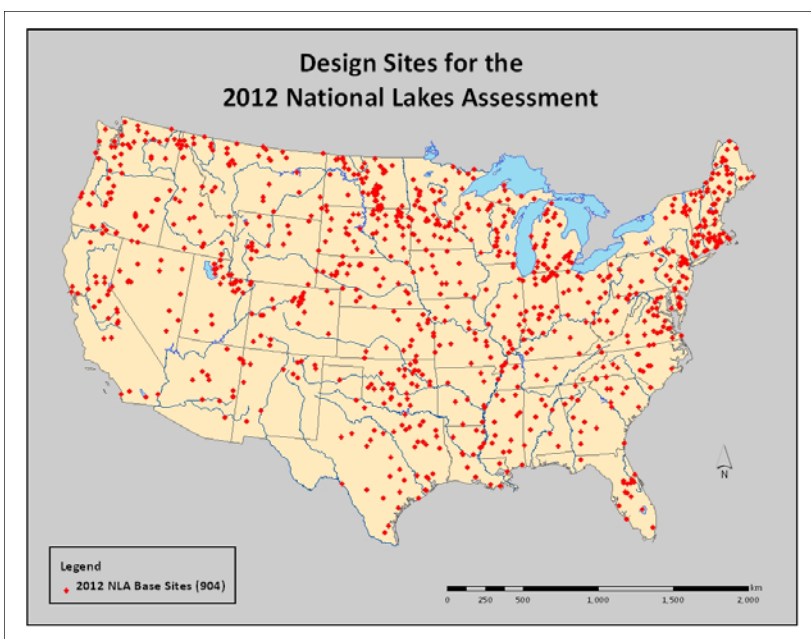 Design Sites for the
2012 National Lakes Assessment
N
Legend
2012 NLA Base Sites (904)
km
0 250 500 1,000 1,500 2,000